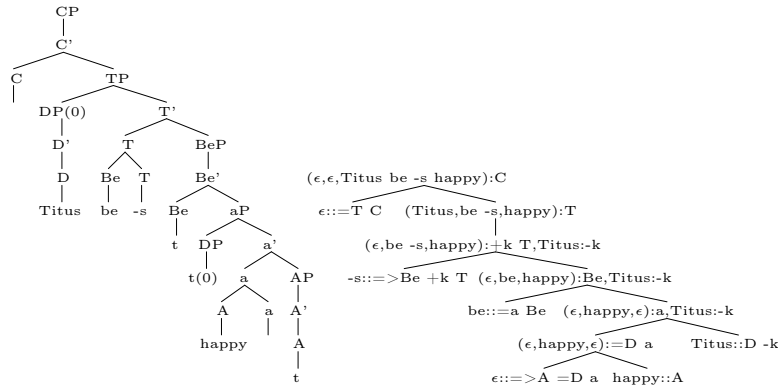 CP
C'
C TP
DP(0) T'
D' T BeP
D Be T Be' (ϵ,ϵ,Titus be -s happy):C
Titus be -s Be aP ϵ::=T C (Titus,be -s,happy):T
t DP a' (ϵ,be -s,happy):+k T,Titus:-k
t(0) a AP -s::=>Be +k T (ϵ,be,happy):Be,Titus:-k
A a A' be::=a Be (ϵ,happy,ϵ):a,Titus:-k
happy A (ϵ,happy,ϵ):=D a Titus::D -k
t ϵ::=>A =D a happy::A